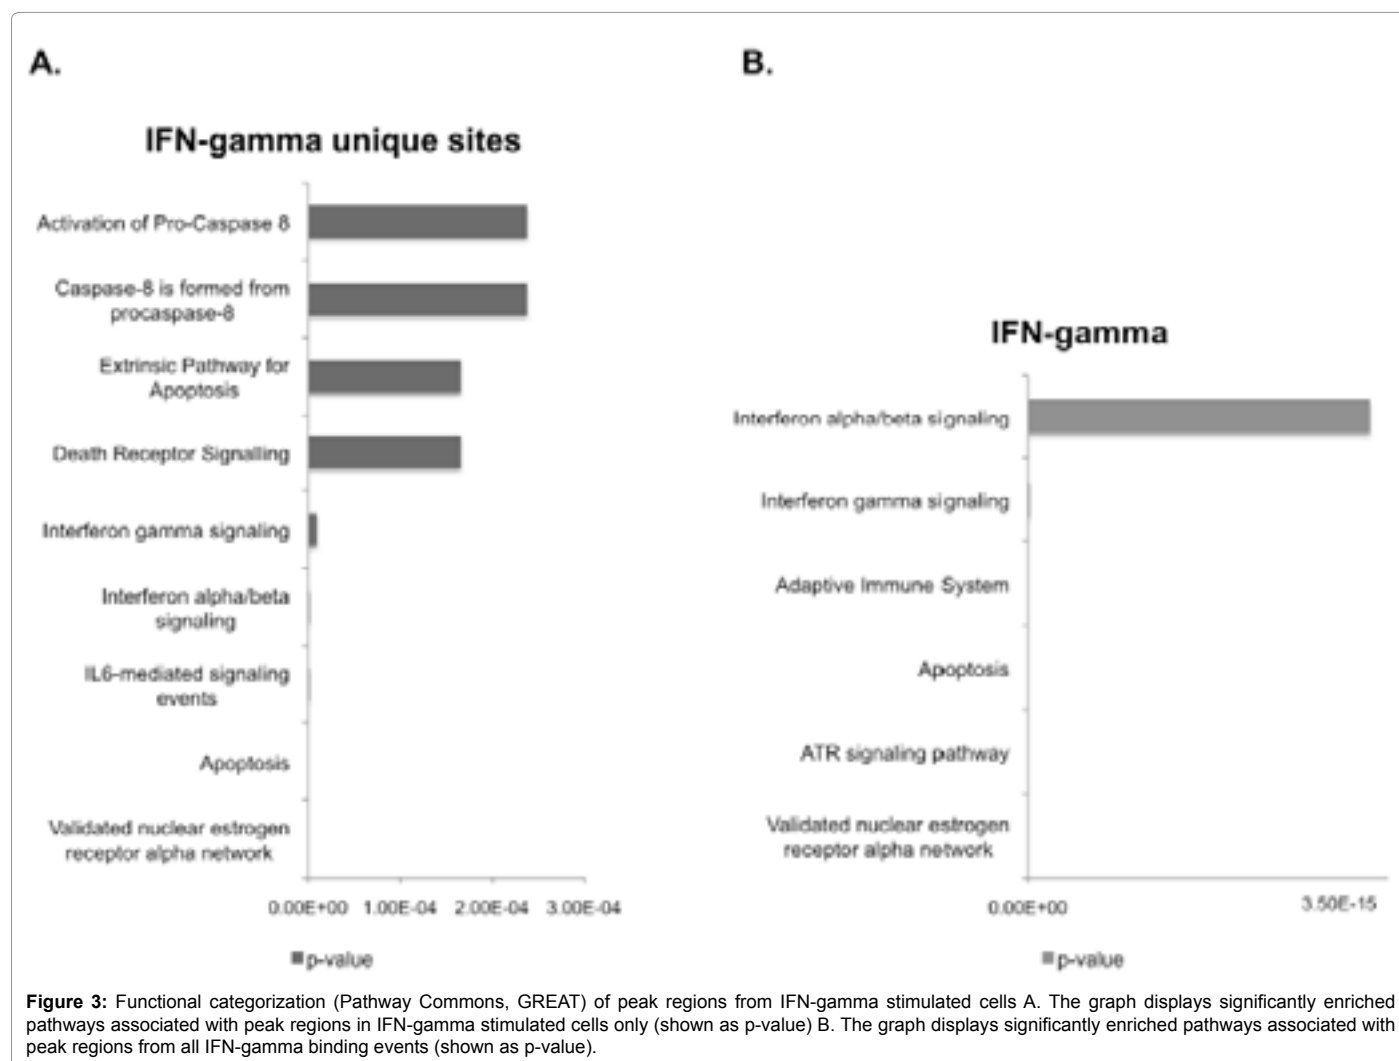 A.
IFN-gamma unique sites
Activation of Pro-Caspase 8
Caspase-8 is formed from
procaspase-8
Extrinsic Pathway for
Apoptosis
Death Receptor Signalling
Interferon gamma signaling
Interferon alpha/beta
signaling
IL6-mediated signaling
events
Apoptosis
Validated nuclear estrogen
receptor alpha network
0.00E+00 1.00E-04 2.00E-04 3.00E-04
p-value
B.
IFN-gamma
Interferon alpha/beta signaling
Interferon gamma signaling
Adaptive Immune System
Apoptosis
ATR signaling pathway
Validated nuclear estrogen
receptor alpha network
0.00E+00 3.50E-15
p-value
Figure 3: Functional categorization (Pathway Commons, GREAT) of peak regions from IFN-gamma stimulated cells A. The graph displays significantly enriched
pathways associated with peak regions in IFN-gamma stimulated cells only (shown as p-value) B. The graph displays significantly enriched pathways associated with
peak regions from all IFN-gamma binding events (shown as p-value).